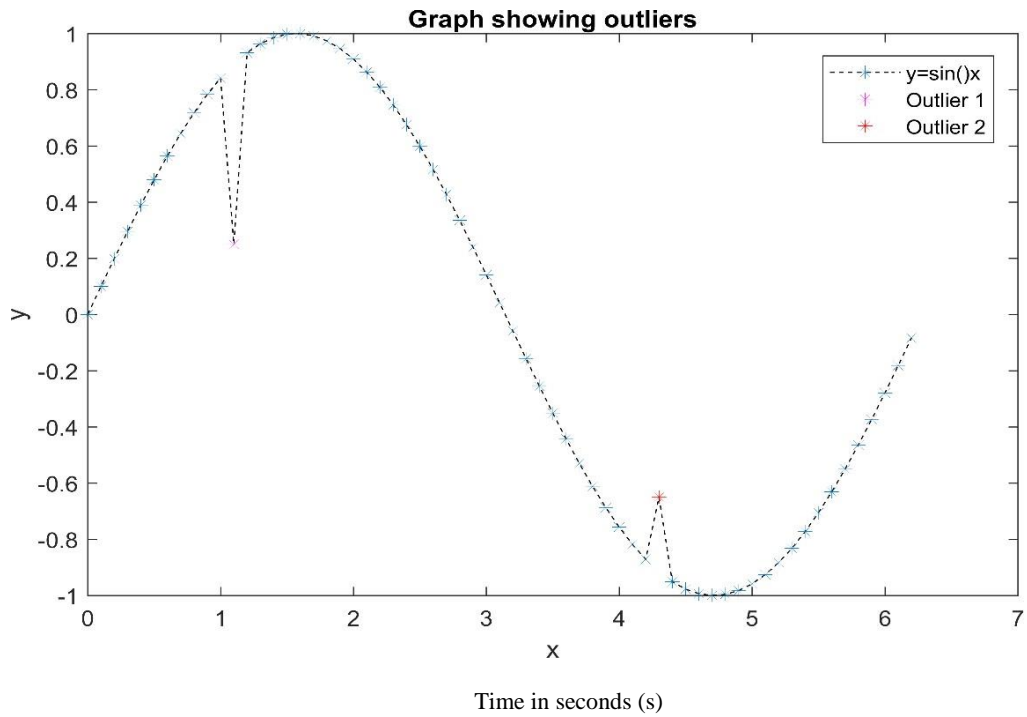 Graph showing outliers
y=sin()x
Outlier 1
Outlier 2
1
0.8
0.6
0.4
0.2
0
-0.2
-0.4
-0.6
-0.8
-1
y
0 1 2 3 4 5 6 7
x
Time in seconds (s)